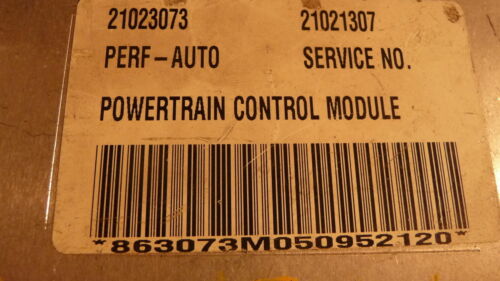 21023073 21021307
PERF-AUTO SERVICE NO.
POWERTRAIN CONTROL MODULE
*863073M050952120*